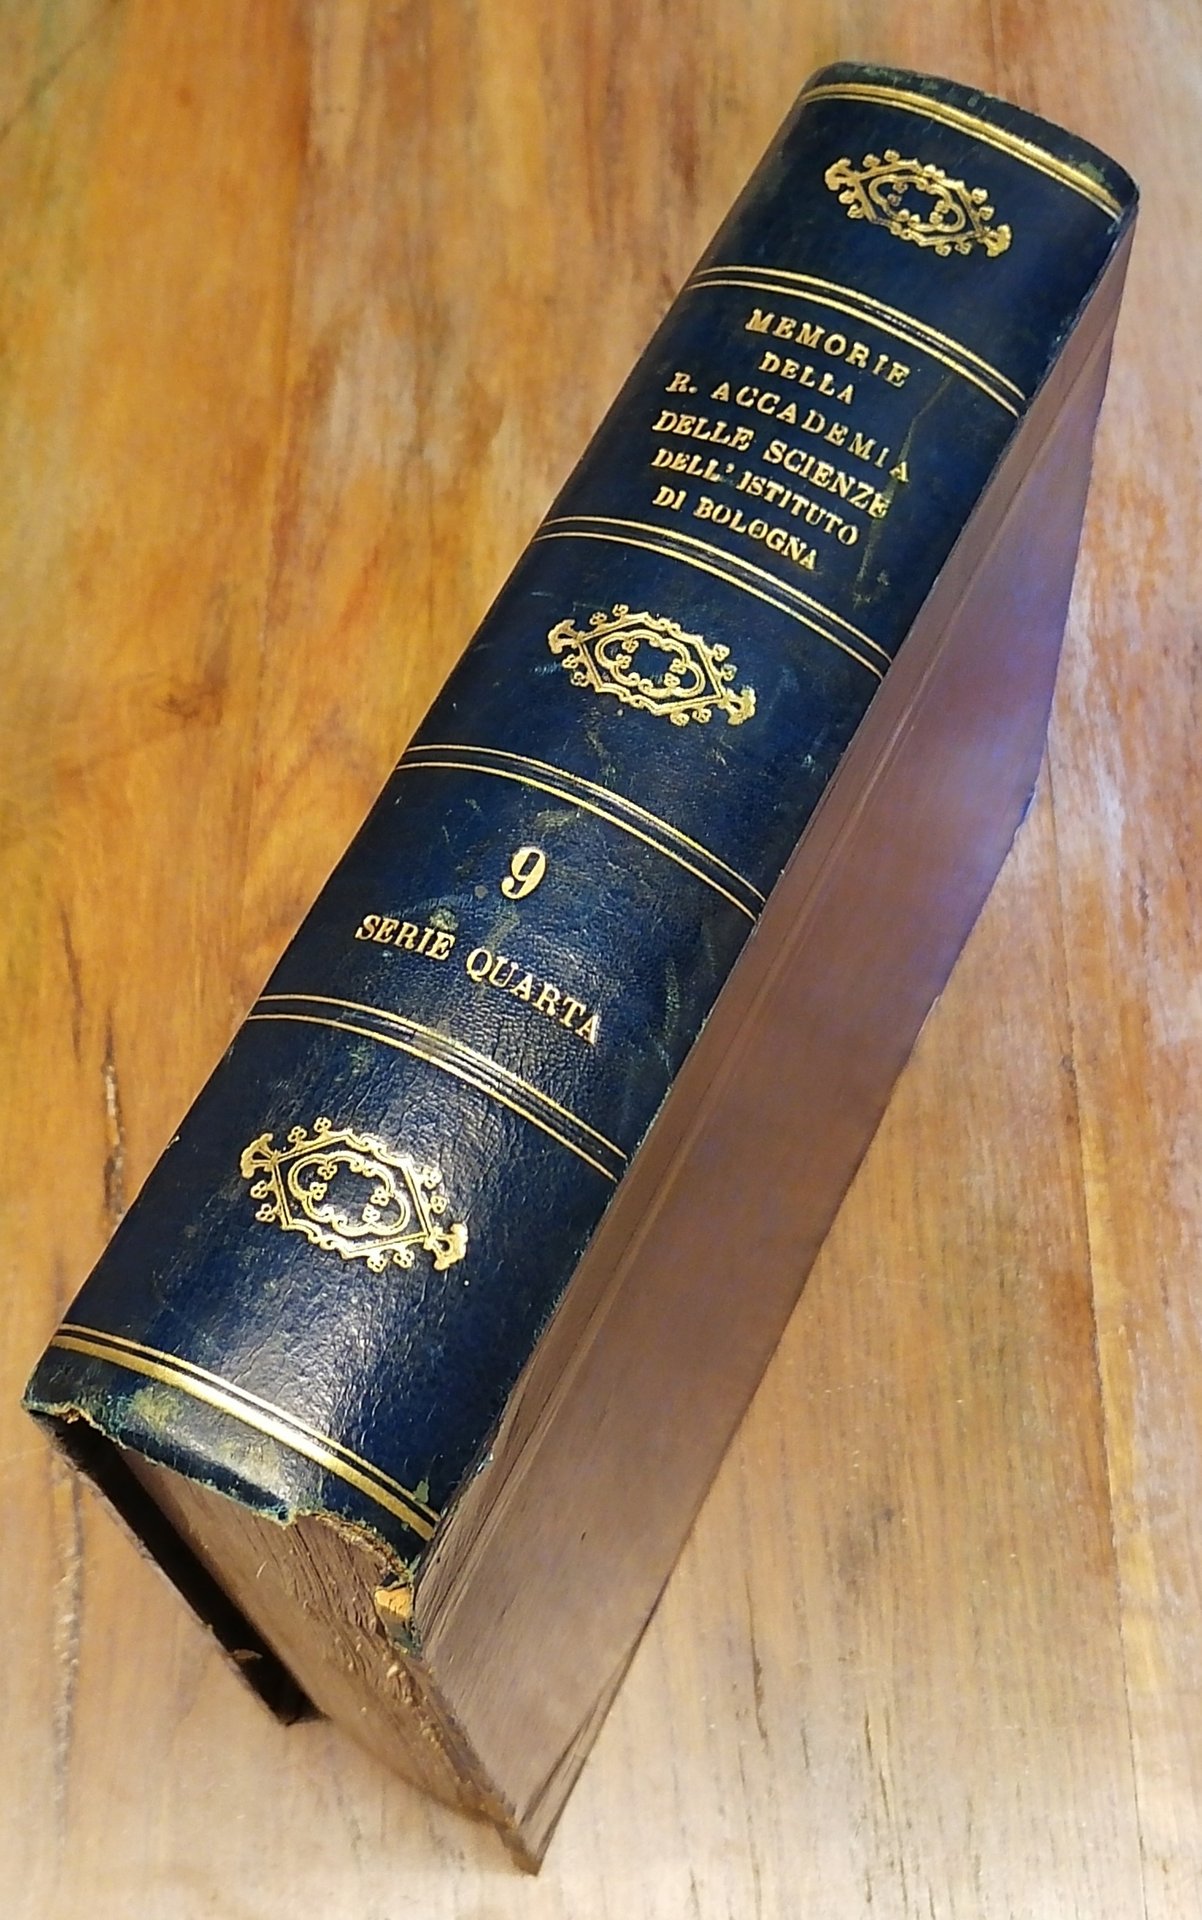 MEMORIE
DELLA
R. ACCADEMIA
DELLE SCIENZE
DELL' ISTITUTO
DI BOLOGNA
9
SERIE QUARTA